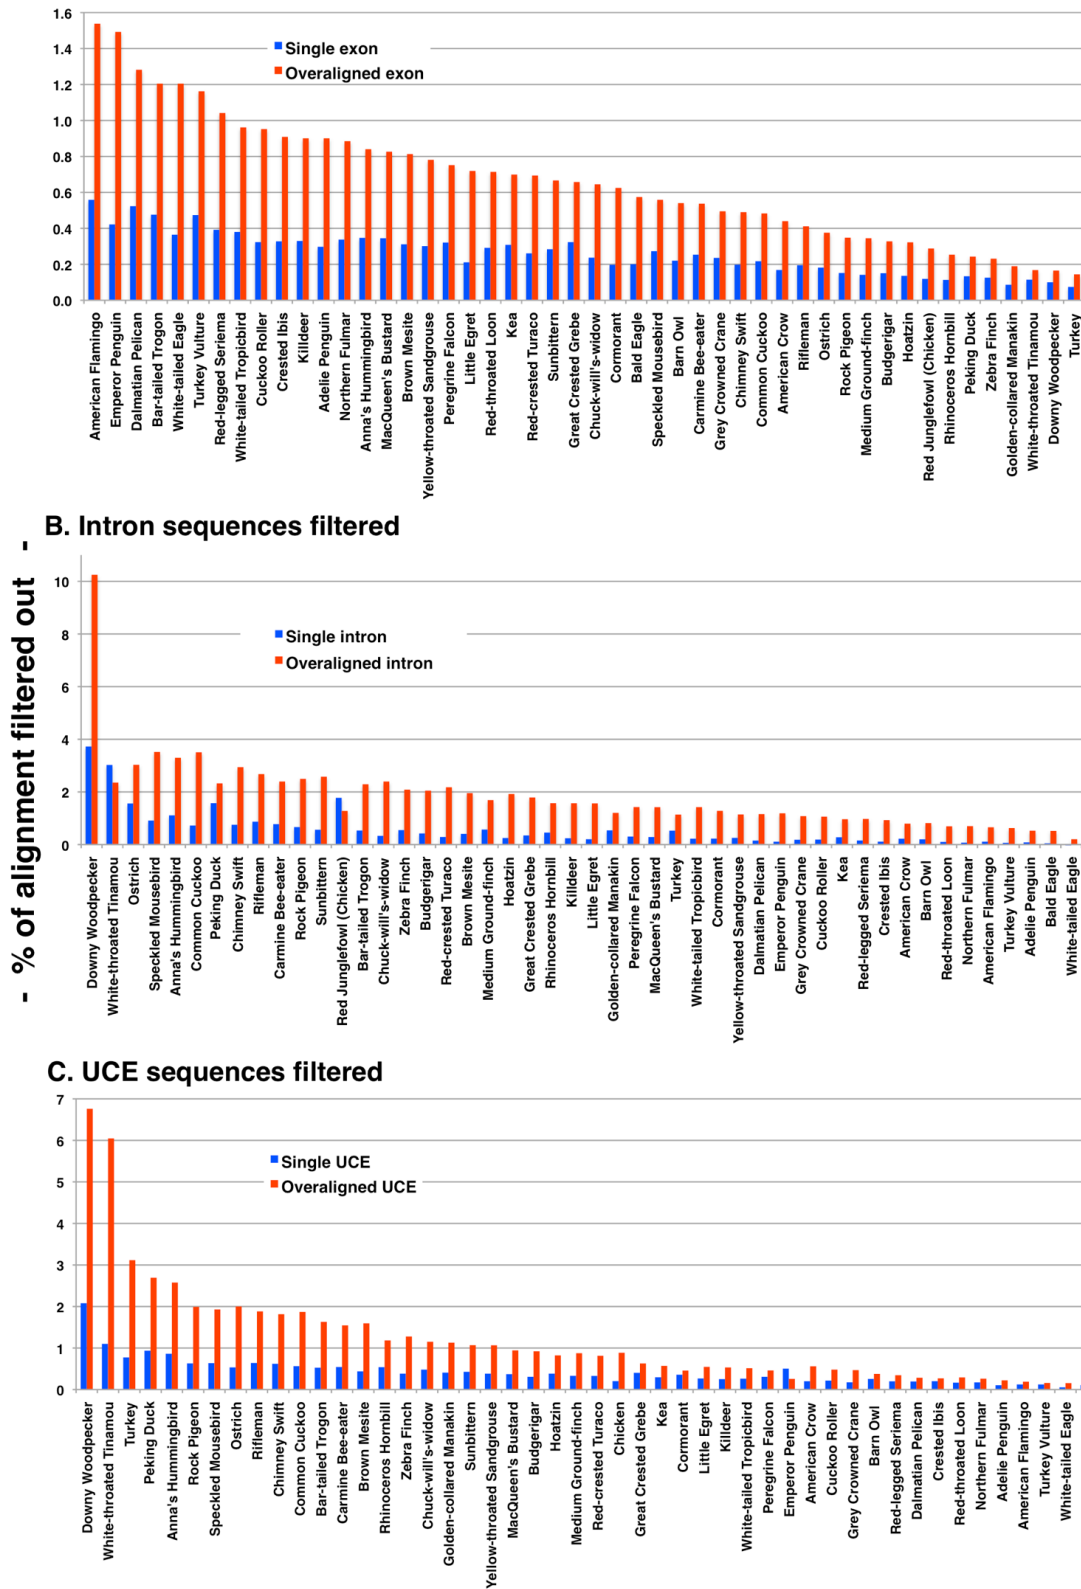 1.6
1.4
1.2
1.0
0.8
0.6
0.4
0.2
0.0
Single exon
Overaligned exon
American Flamingo
Emperor Penguin
Dalmatian Pelican
Bar-tailed Trogon
White-tailed Eagle
Turkey Vulture
Red-legged Seriema
White-tailed Tropicbird
Cuckoo Roller
Crested Ibis
Killdeer
Adelie Penguin
Northern Fulmar
Anna's Hummingbird
MacQueen's Bustard
Brown Mesite
Yellow-throated Sandgrouse
Peregrine Falcon
Little Egret
Red-throated Loon
Kea
Red-crested Turaco
Sunbittern
Great Crested Grebe
Chuck-will's-widow
Cormorant
Bald Eagle
Speckled Mousebird
Barn Owl
Carmine Bee-eater
Grey Crowned Crane
Chimney Swift
Common Cuckoo
American Crow
Rifleman
Ostrich
Rock Pigeon
Medium Ground-finch
Budgerigar
Hoatzin
Red Junglefowl (Chicken)
Rhinoceros Hornbill
Peking Duck
Zebra Finch
Golden-collared Manakin
White-throated Tinamou
Downy Woodpecker
Turkey
- % of alignment filtered out -
B. Intron sequences filtered
10
8
6
4
2
0
Single intron
Overaligned intron
Downy Woodpecker
White-throated Tinamou
Ostrich
Speckled Mousebird
Anna's Hummingbird
Common Cuckoo
Peking Duck
Chimney Swift
Rifleman
Carmine Bee-eater
Rock Pigeon
Sunbittern
Red Junglefowl (Chicken)
Bar-tailed Trogon
Chuck-will's-widow
Zebra Finch
Budgerigar
Red-crested Turaco
Brown Mesite
Medium Ground-finch
Hoatzin
Great Crested Grebe
Rhinoceros Hornbill
Killdeer
Little Egret
Golden-collared Manakin
Peregrine Falcon
MacQueen's Bustard
Turkey
White-tailed Tropicbird
Cormorant
Yellow-throated Sandgrouse
Dalmatian Pelican
Emperor Penguin
Grey Crowned Crane
Cuckoo Roller
Kea
Red-legged Seriema
Crested Ibis
American Crow
Barn Owl
Red-throated Loon
Northern Fulmar
American Flamingo
Turkey Vulture
Adelie Penguin
Bald Eagle
White-tailed Eagle
C. UCE sequences filtered
7
6
5
4
3
2
1
0
Single UCE
Overaligned UCE
Downy Woodpecker
White-throated Tinamou
Turkey
Peking Duck
Anna's Hummingbird
Rock Pigeon
Speckled Mousebird
Ostrich
Rifleman
Chimney Swift
Common Cuckoo
Bar-tailed Trogon
Carmine Bee-eater
Brown Mesite
Rhinoceros Hornbill
Zebra Finch
Chuck-will's-widow
Golden-collared Manakin
Sunbittern
Yellow-throated Sandgrouse
MacQueen's Bustard
Budgerigar
Hoatzin
Medium Ground-finch
Red-crested Turaco
Chicken
Great Crested Grebe
Kea
Cormorant
Little Egret
Killdeer
White-tailed Tropicbird
Peregrine Falcon
Emperor Penguin
American Crow
Cuckoo Roller
Grey Crowned Crane
Barn Owl
Red-legged Seriema
Dalmatian Pelican
Crested Ibis
Red-throated Loon
Northern Fulmar
Adelie Penguin
American Flamingo
Turkey Vulture
White-tailed Eagle